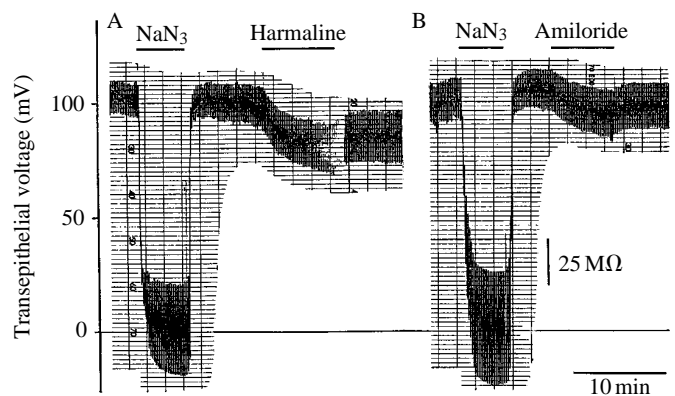 A
B
NaN3
Harmaline
NaN3
Amiloride
Transepithelial voltage (mV)
100
50
0
25 MΩ
10 min